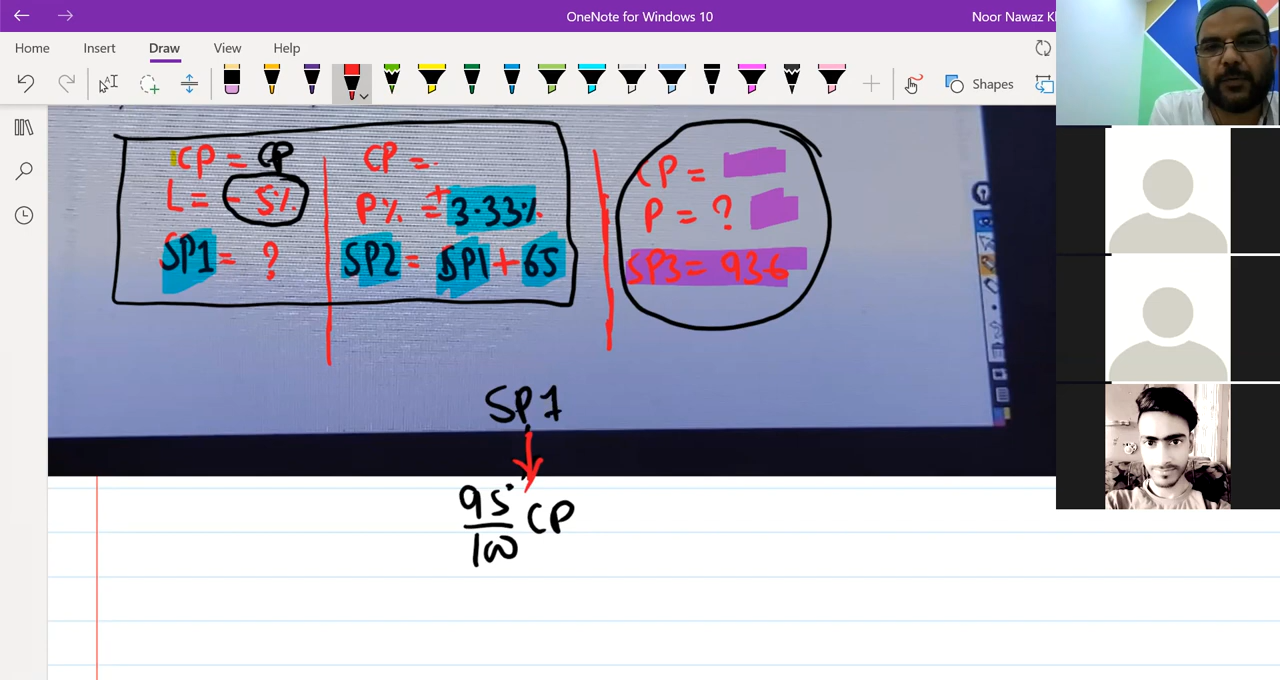 OneNote for Windows 10
Noor Nawaz Kh
Home Insert Draw View Help
Shapes
CP = CP
L = - 5%
SP1 = ?
CP =
P% = + 3.33%
SP2 = SP1 + 65
CP =
P = ?
SP3 = 936
SP1
95
100 CP